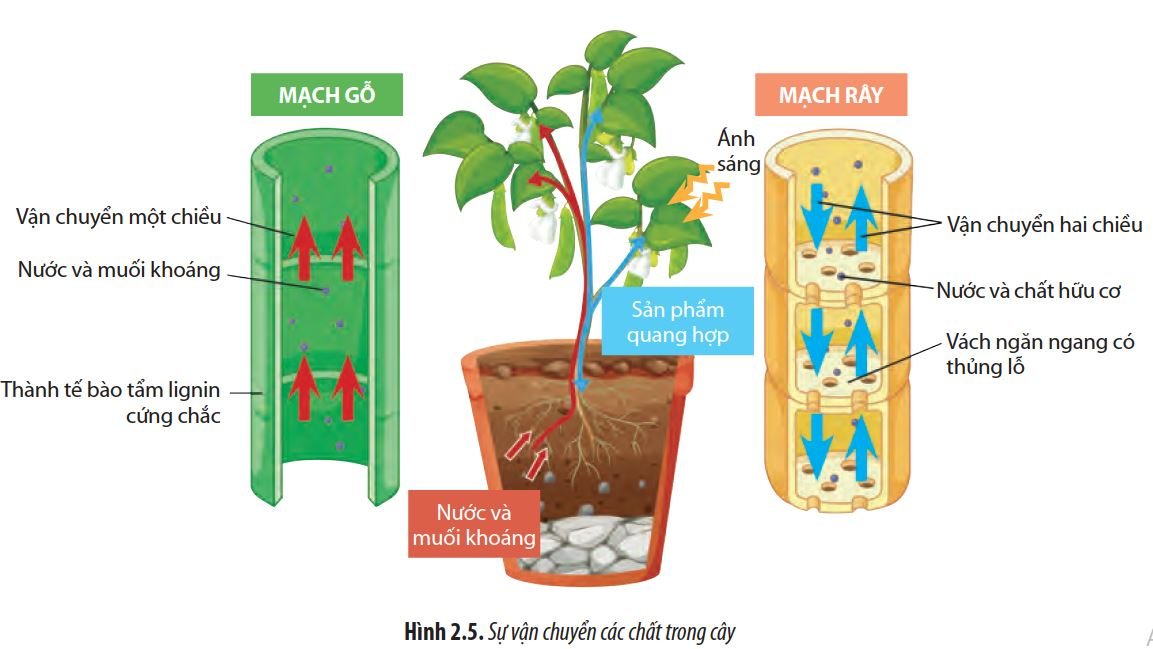 MẠCH GỖ
Vận chuyển một chiều
Nước và muối khoáng
Thành tế bào tẩm lignin
cứng chắc
Ánh
sáng
Sản phẩm
quang hợp
Nước và
muối khoáng
MẠCH RÂY
Vận chuyển hai chiều
Nước và chất hữu cơ
Vách ngăn ngang có
thủng lỗ
Hình 2.5. Sự vận chuyển các chất trong cây